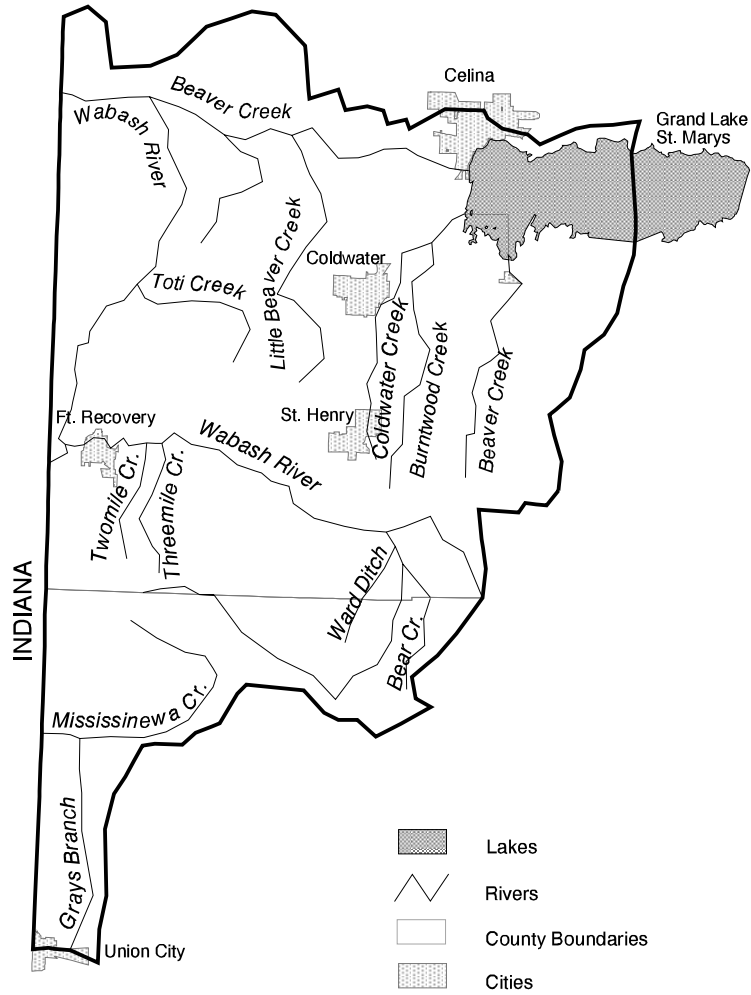 Celina
Beaver Creek
Grand Lake
St. Marys
Wabash River
Little Beaver Creek
Coldwater
Toti Creek
Coldwater Creek
Burntwood Creek
Beaver Creek
Ft. Recovery
St. Henry
Wabash River
Twomile Cr.
Threemile Cr.
INDIANA
Ward Ditch
Bear Cr.
Mississinewa Cr.
Grays Branch
Union City
Lakes
Rivers
County Boundaries
Cities